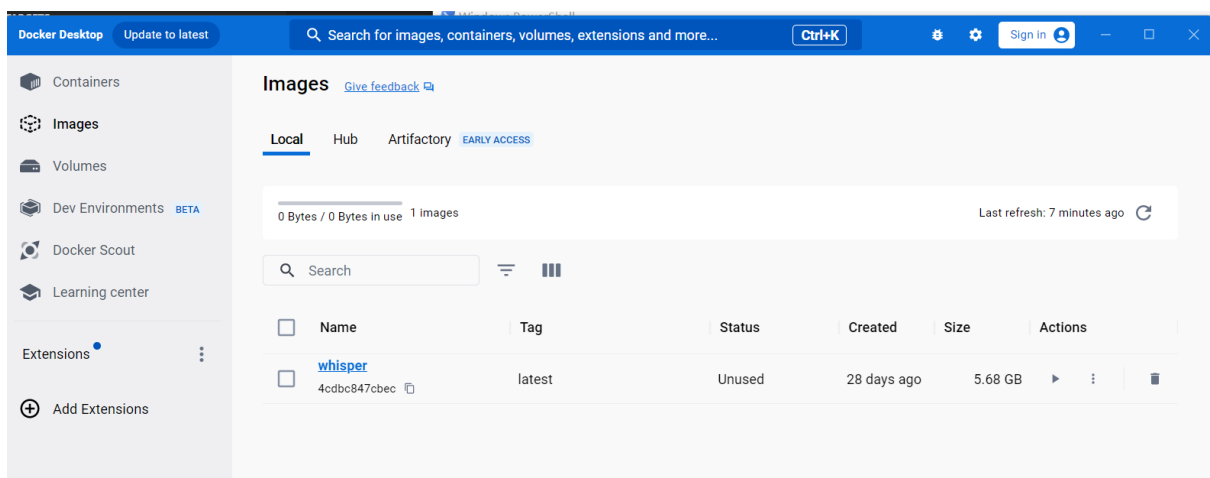 Windows PowerShell
Docker Desktop Update to latest Search for images, containers, volumes, extensions and more... Ctrl+K Sign in
Containers
Images
Volumes
Dev Environments BETA
Docker Scout
Learning center
Extensions
Add Extensions
Images Give feedback
Local Hub Artifactory EARLY ACCESS
0 Bytes / 0 Bytes in use 1 images Last refresh: 7 minutes ago
Search
Name Tag Status Created Size Actions
whisper latest Unused 28 days ago 5.68 GB
4cdbc847cbec